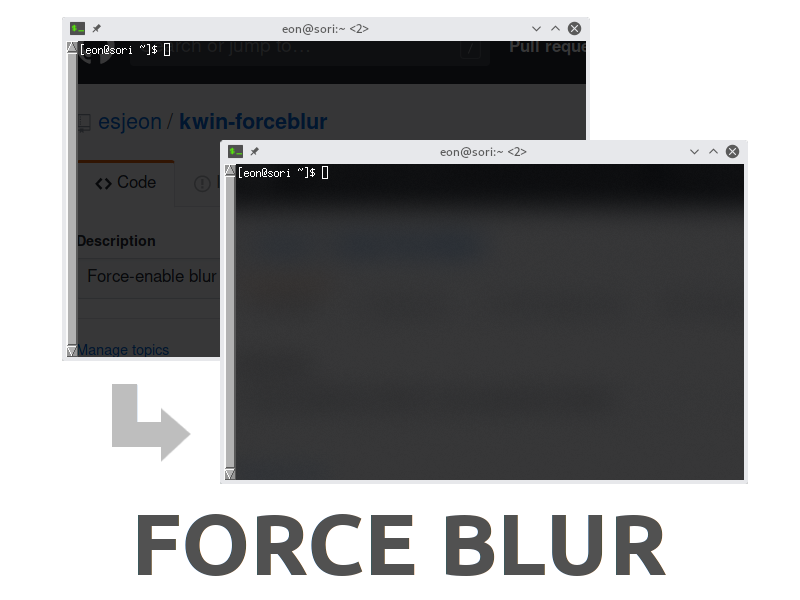 eon@sori:~ <2>
[eon@sori ~]$
rch or jump to…
/
Pull reque
esjeon / kwin-forceblur
Code
Description
Force-enable blur
Manage topics
eon@sori:~ <2>
[eon@sori ~]$
FORCE BLUR